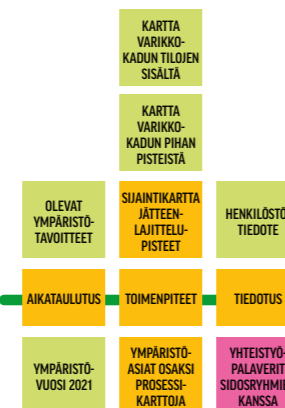 KARTTA
VARIKKO-
KADUN TILOJEN
SISÄLTÄ
KARTTA
VARIKKO-
KADUN PIHAN
PISTEISTÄ
OLEVAT
YMPÄRISTÖ-
TAVOITTEET
SIJAINTIKARTTA
JÄTTEEN-
LAJITTELU-
PISTEET
HENKILÖSTÖ
TIEDOTE
AIKATAULUTUS
TOIMENPITEET
TIEDOTUS
YMPÄRISTÖ-
VUOSI 2021
YMPÄRISTÖ-
ASIAT OSAKSI
PROSESSI-
KARTTOJA
YHTEISTYÖ-
PALAVERIT
SIDOSRYHMIE
KANSSA